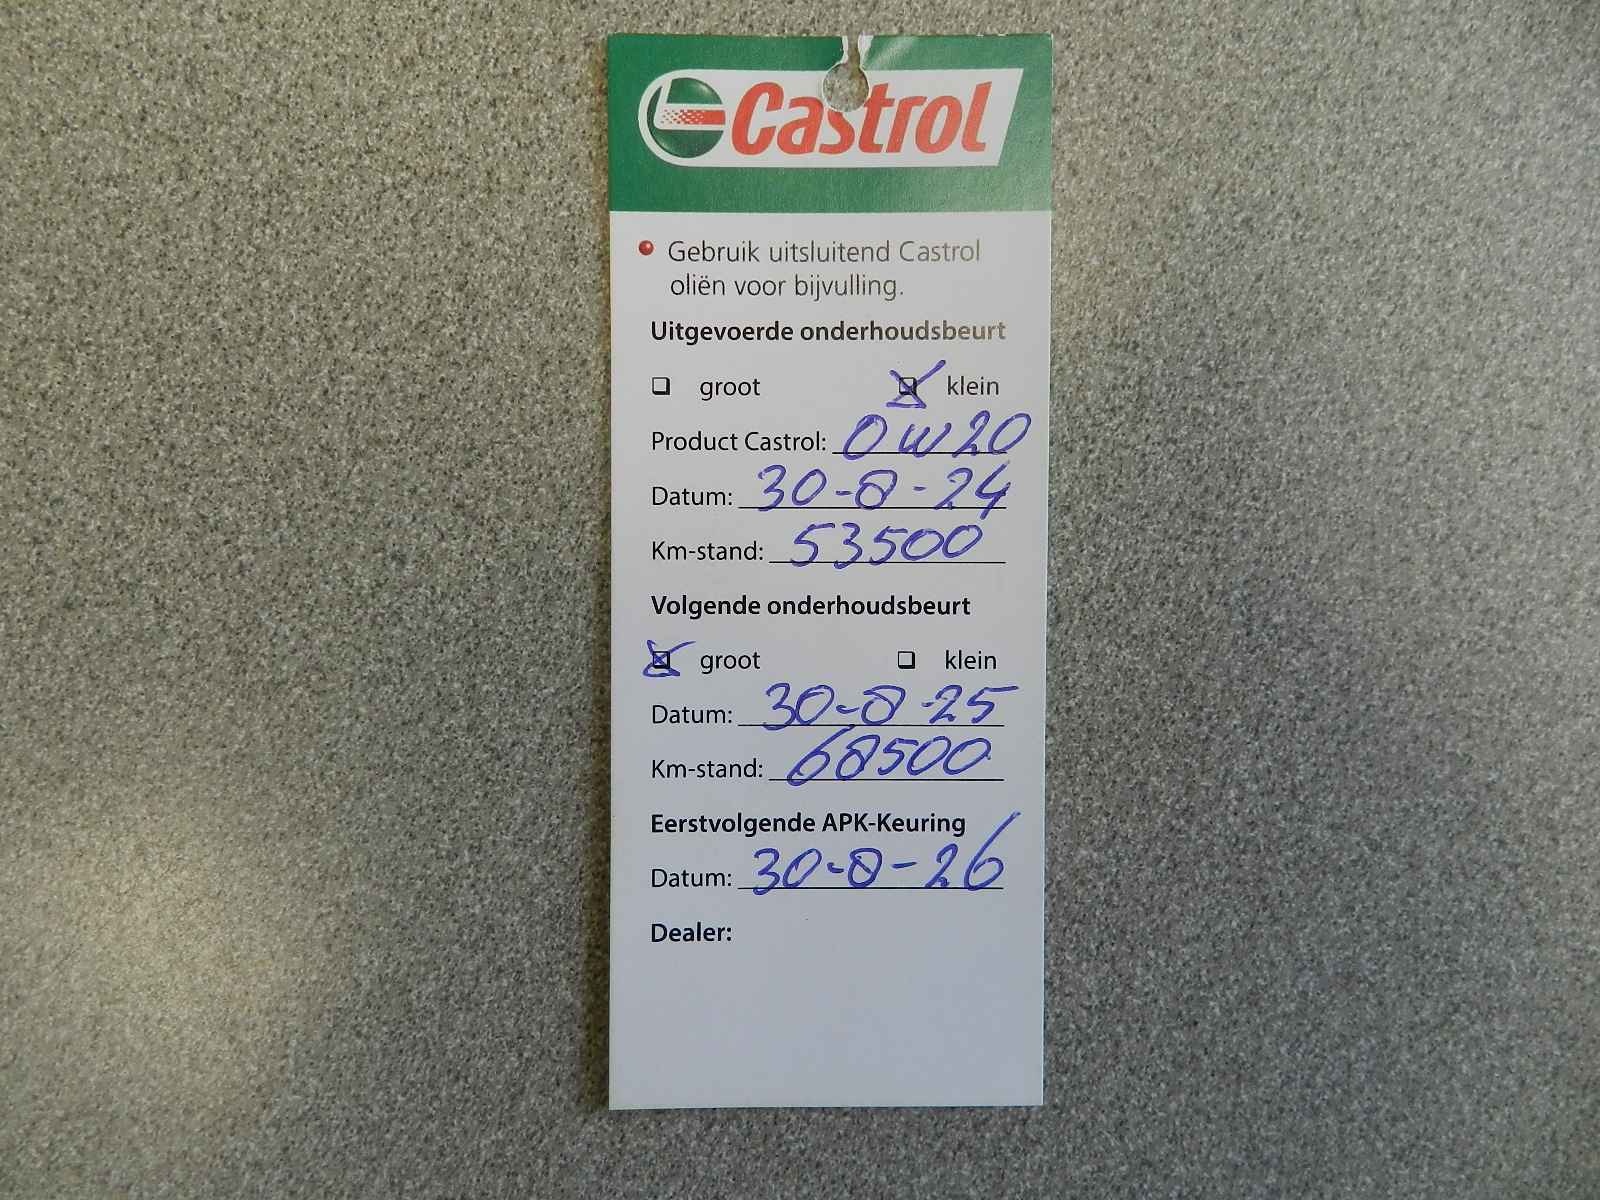 Castrol
Gebruik uitsluitend Castrol
oliën voor bijvulling.
Uitgevoerde onderhoudsbeurt
groot klein
Product Castrol: 0W20
Datum: 30-8-24
Km-stand: 53500
Volgende onderhoudsbeurt
groot klein
Datum: 30-8-25
Km-stand: 68500
Eerstvolgende APK-Keuring
Datum: 30-8-26
Dealer: